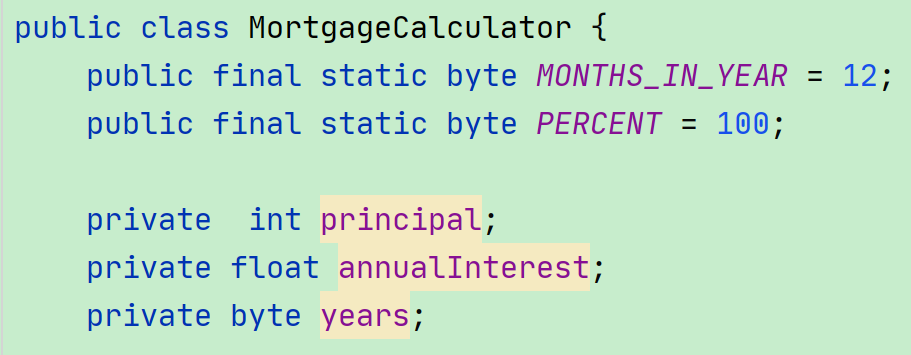 public class MortgageCalculator {
    public final static byte MONTHS_IN_YEAR = 12;
    public final static byte PERCENT = 100;

    private  int principal;
    private float annualInterest;
    private byte years;